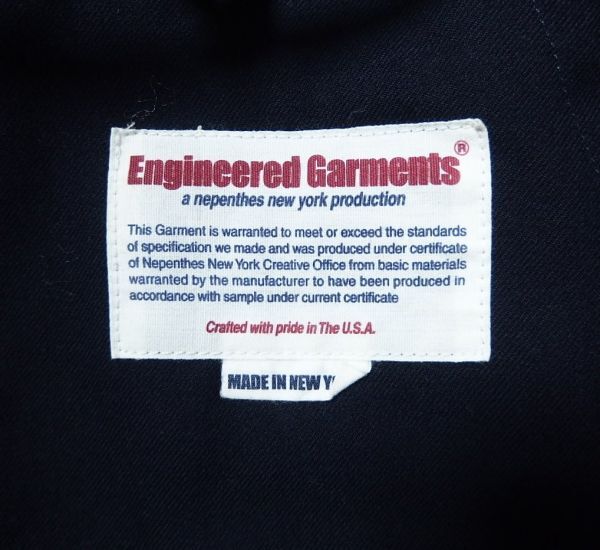 Engineered Garments®
a nepenthes new york production
This Garment is warranted to meet or exceed the standards
of specification we made and was produced under certificate
of Nepenthes New York Creative Office from basic materials
warranted by the manufacturer to have been produced in
accordance with sample under current certificate
Crafted with pride in The U.S.A.
MADE IN NEW Y